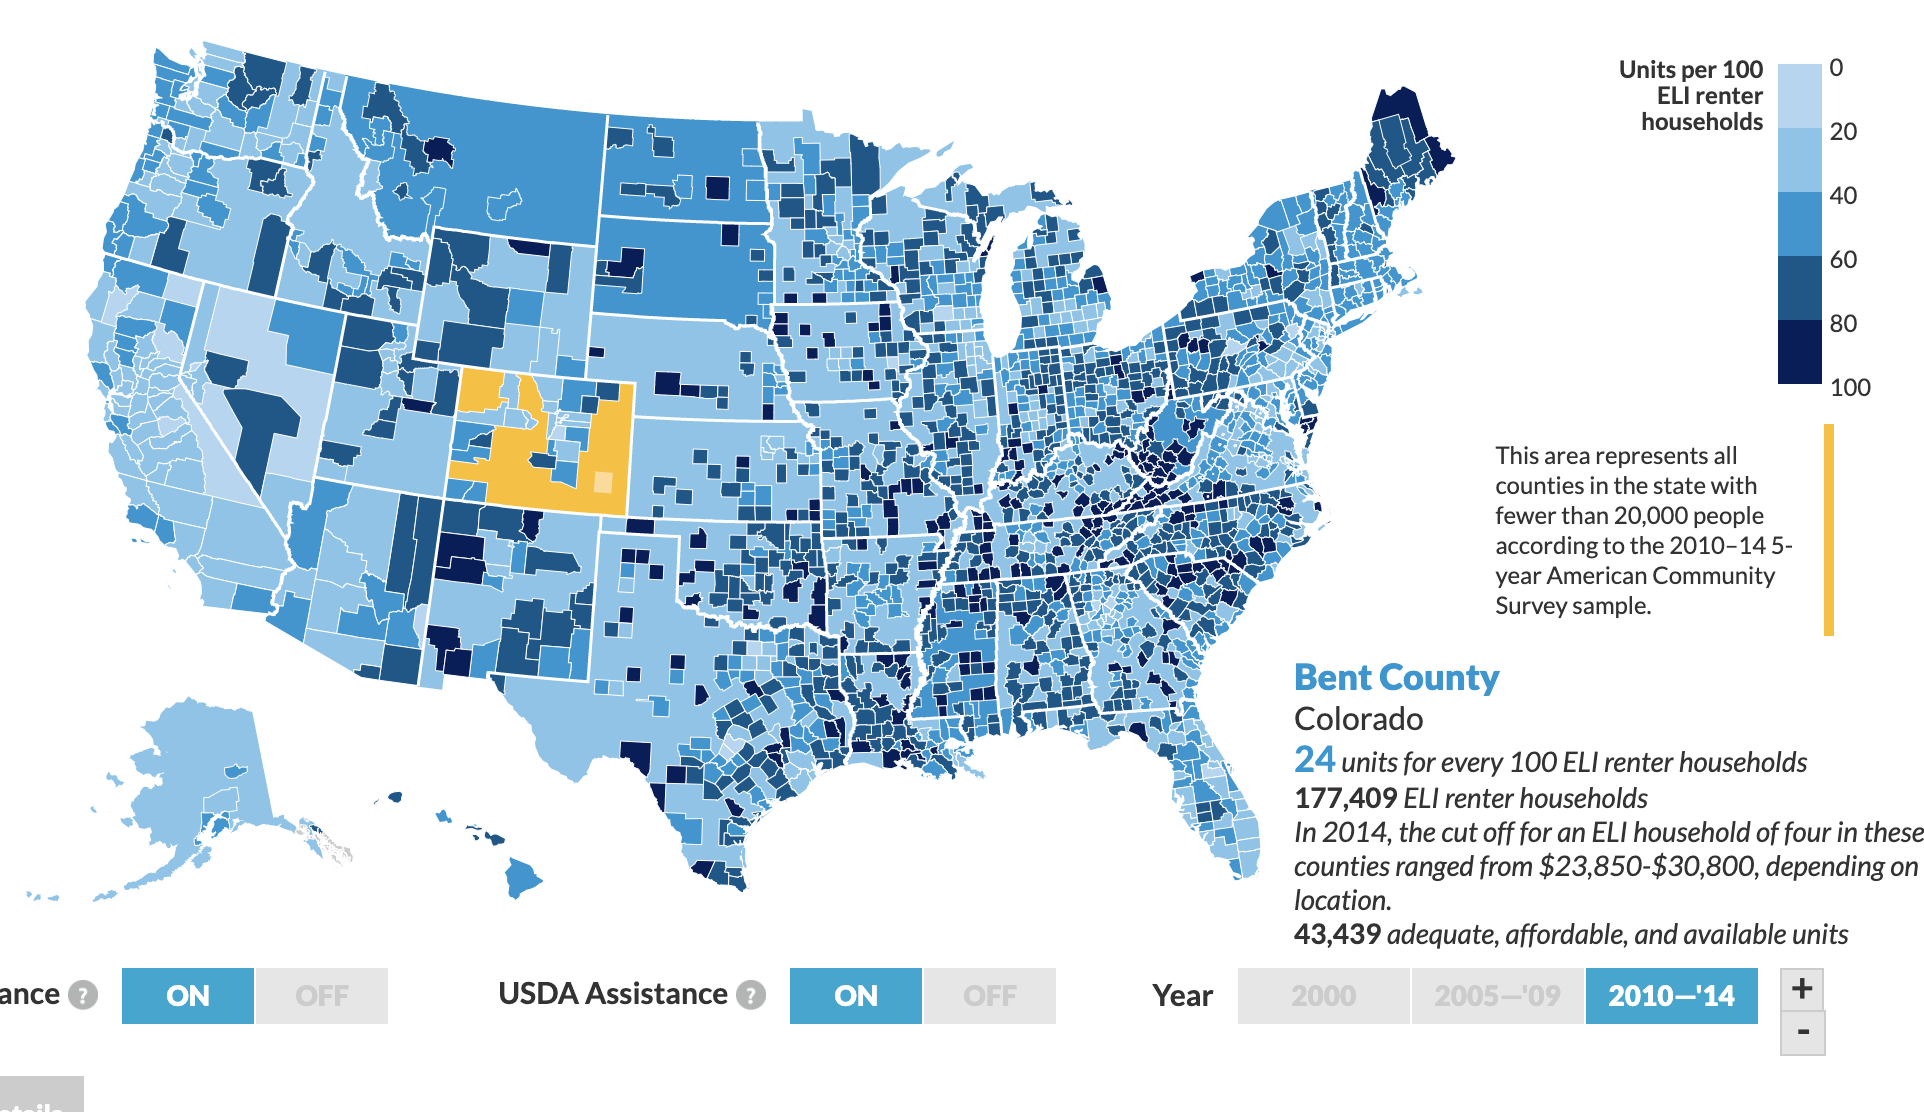 Units per 100
ELI renter
households
0
20
40
60
80
100
This area represents all
counties in the state with
fewer than 20,000 people
according to the 2010–14 5-
year American Community
Survey sample.
Bent County
Colorado
24 units for every 100 ELI renter households
177,409 ELI renter households
In 2014, the cut off for an ELI household of four in these
counties ranged from $23,850-$30,800, depending on
location.
43,439 adequate, affordable, and available units
ance ? ON OFF USDA Assistance ? ON OFF Year 2000 2005—'09 2010—'14 +
-